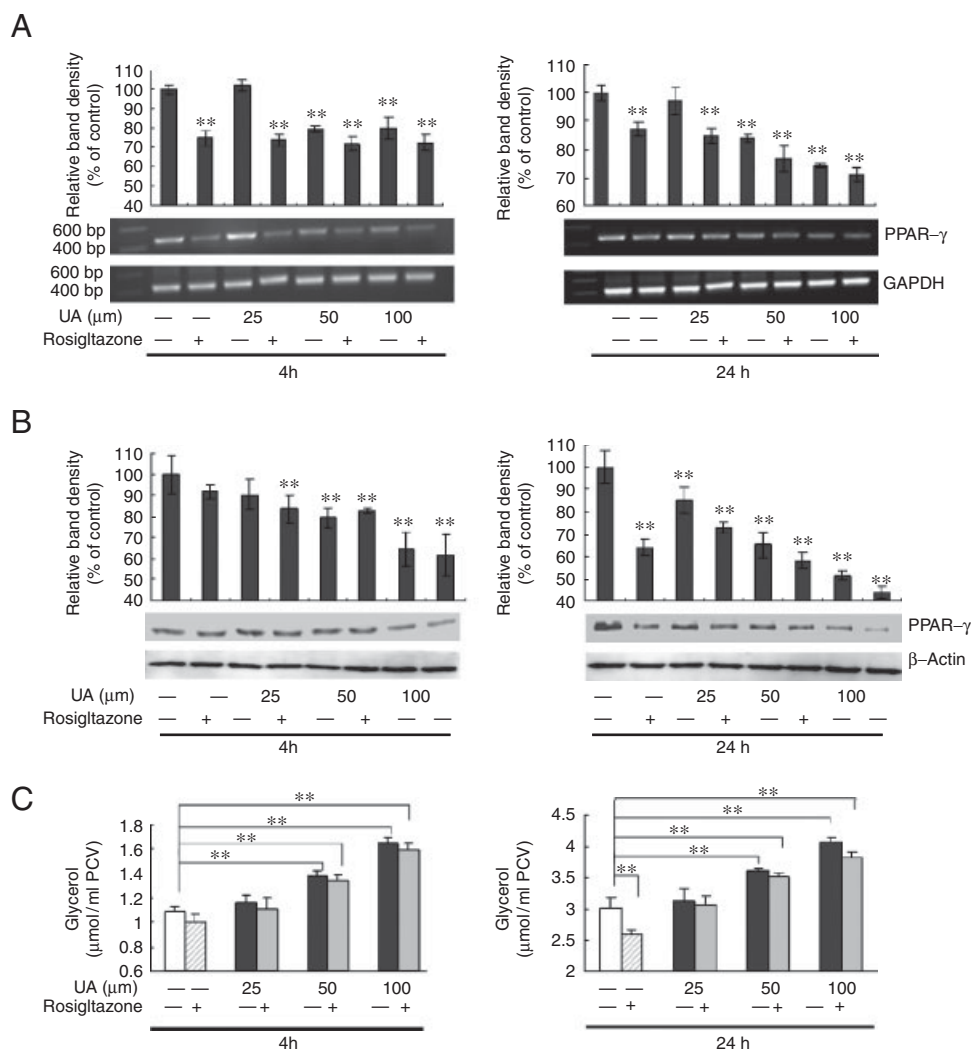 A
Relative band density
(% of control)
110
100
90
80
70
60
50
40
** ** ** ** ** **
600 bp
400 bp
600 bp
400 bp
UA (μm) — — 25 50 100
Rosigltazone — + — + — + — +
4h
Relative band density
(% of control)
110
100
90
80
70
60
** ** ** ** ** **
PPAR–γ
GAPDH
— — 25 50 100
— — — + — + — +
24 h
B
Relative band density
(% of control)
110
100
90
80
70
60
50
40
** ** ** ** **
UA (μm) — — 25 50 100
Rosigltazone — + — + — + — —
4h
Relative band density
(% of control)
110
100
90
80
70
60
50
40
** ** ** ** ** ** **
PPAR–γ
β–Actin
— — 25 50 100
— + — + — + — —
24 h
C
Glycerol
(μmol/ml PCV)
1.8
1.6
1.4
1.2
1
0.8
0.6
**
**
**
**
UA (μm) — — 25 50 100
Rosigltazone — + — + — + — +
4h
Glycerol
(μmol/ml PCV)
4.5
4
3.5
3
2.5
2
**
**
**
**
**
— — 25 50 100
— + — + — + — +
24 h